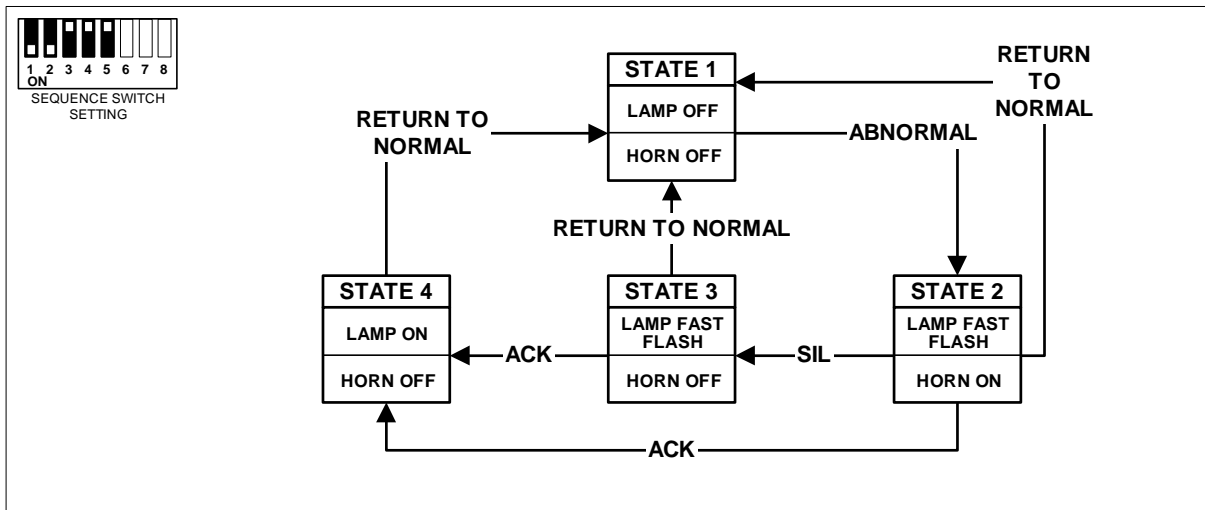 1 2 3 4 5 6 7 8
ON
SEQUENCE SWITCH
SETTING
STATE 1
LAMP OFF
HORN OFF
RETURN
TO
NORMAL
RETURN TO
NORMAL
ABNORMAL
RETURN TO NORMAL
STATE 4
LAMP ON
HORN OFF
ACK
STATE 3
LAMP FAST
FLASH
HORN OFF
SIL
STATE 2
LAMP FAST
FLASH
HORN ON
ACK